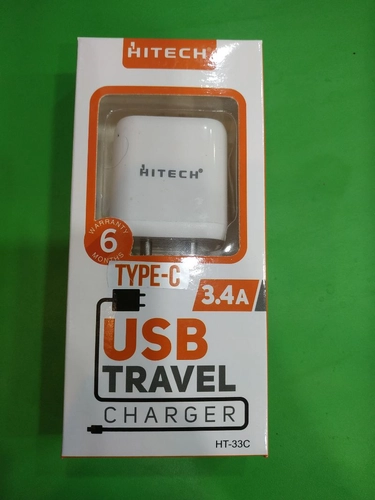 HITECH
HITECH®
WARRANTY
6
MONTHS
TYPE-C
3.4A
USB
TRAVEL
CHARGER
HT-33C